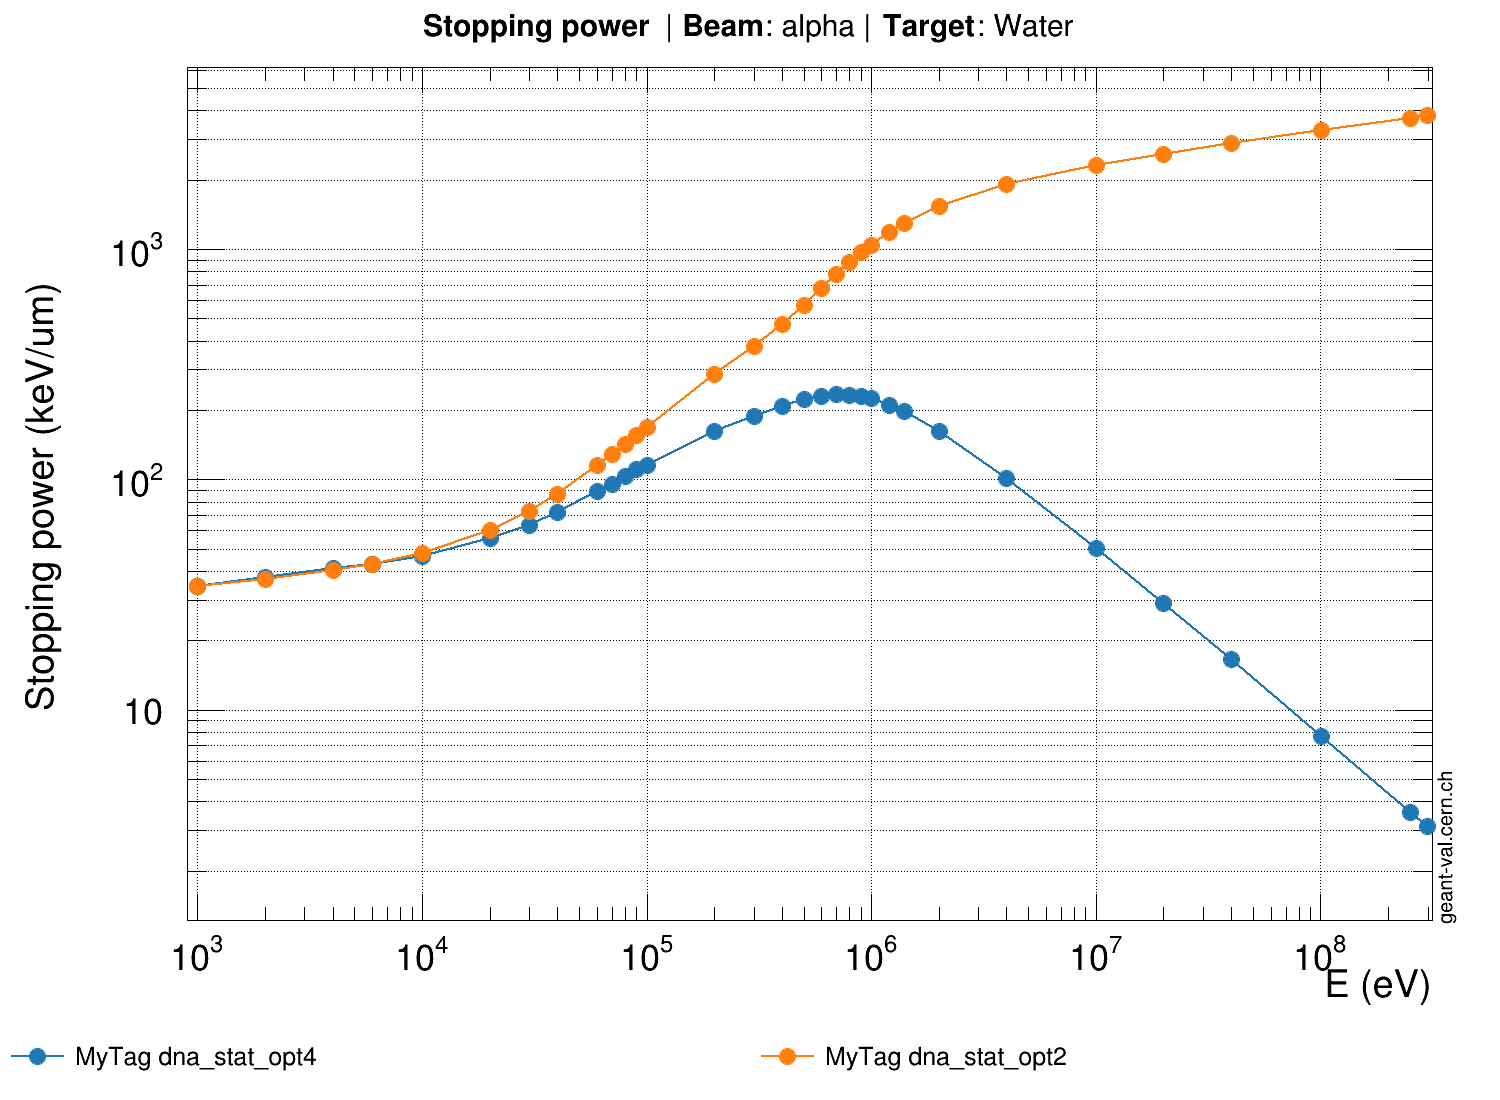 Stopping power | Beam: alpha | Target: Water
Stopping power (keV/um)
10³
10²
10
10³ 10⁴ 10⁵ 10⁶ 10⁷ 10⁸
E (eV)
geant-val.cern.ch
MyTag dna_stat_opt4
MyTag dna_stat_opt2